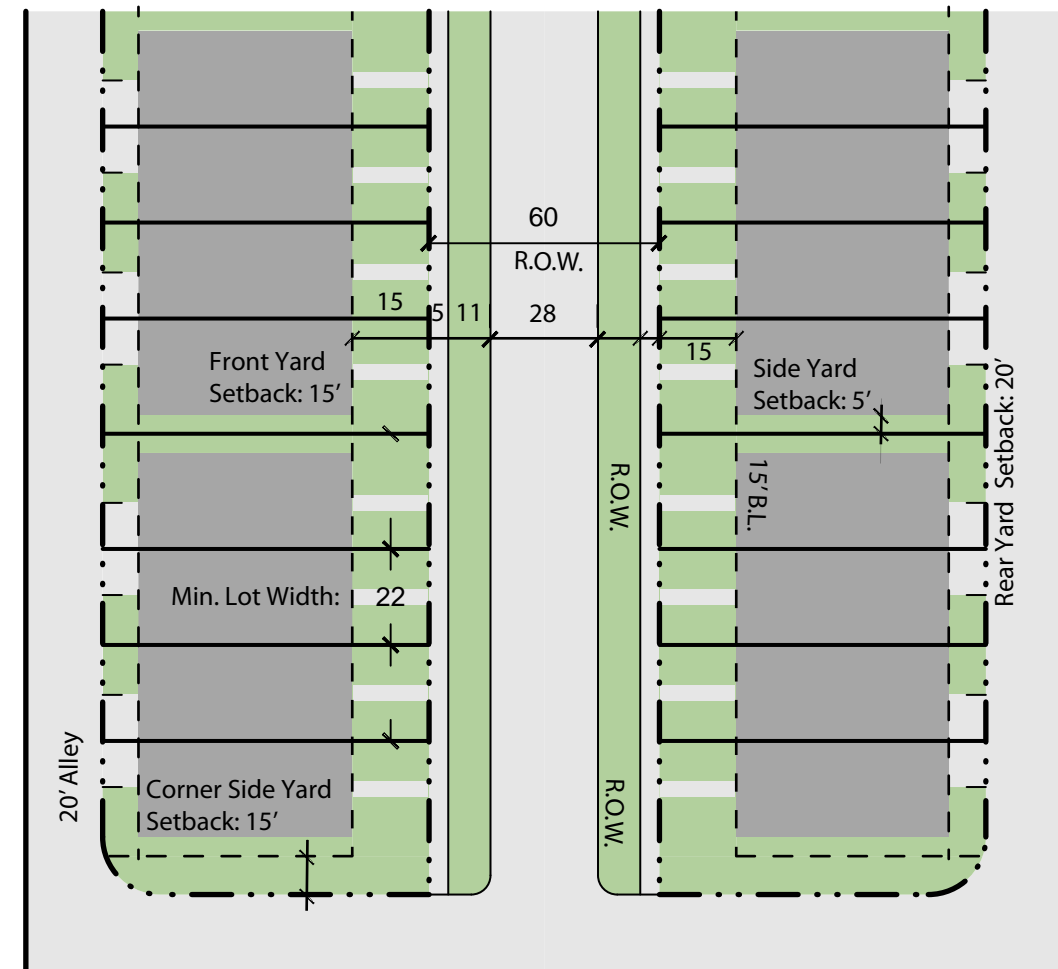 60
R.O.W.
15
5
11
28
15
Front Yard
Setback: 15’
Side Yard
Setback: 5’
Rear Yard Setback: 20’
R.O.W.
15’ B.L.
Min. Lot Width:
22
20’ Alley
Corner Side Yard
Setback: 15’
R.O.W.